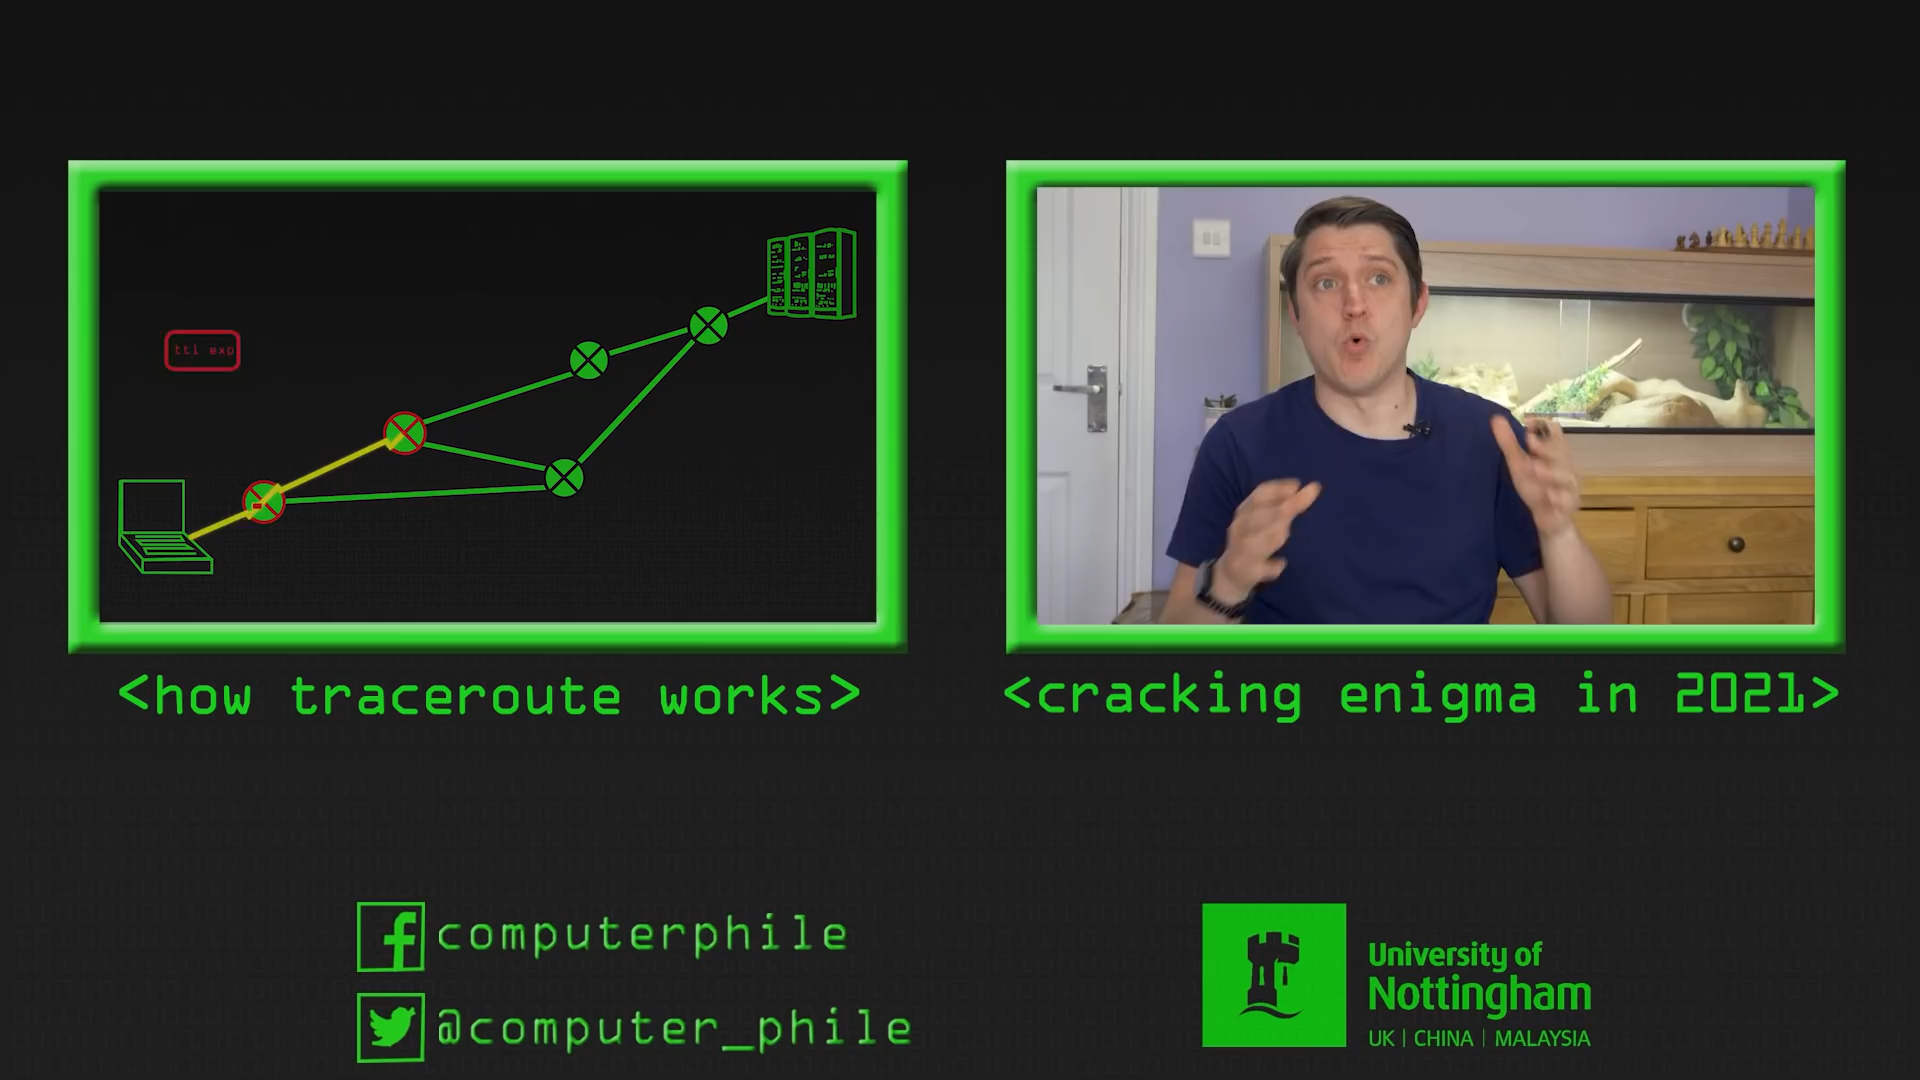 ttl exp
<how traceroute works>
<cracking enigma in 2021>
computerphile
@computer_phile
University of
Nottingham
UK | CHINA | MALAYSIA